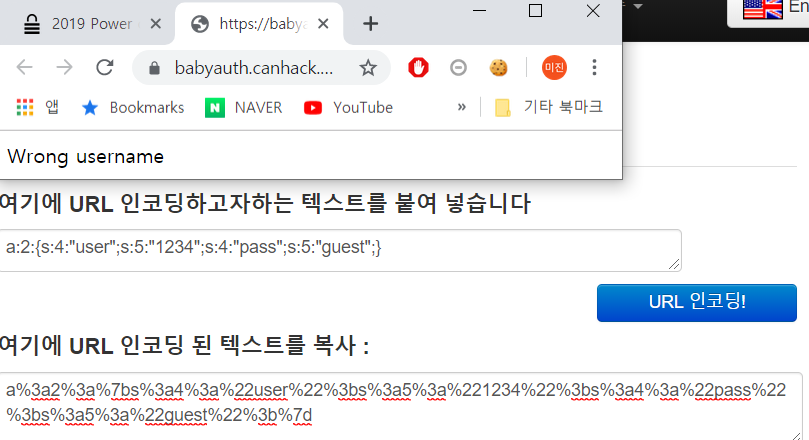 2019 Power
https://baby
En
babyauth.canhack....
미진
앱 Bookmarks N NAVER YouTube » 기타 북마크
Wrong username
여기에 URL 인코딩하고자하는 텍스트를 붙여 넣습니다
a:2:{s:4:"user";s:5:"1234";s:4:"pass";s:5:"guest";}
URL 인코딩!
여기에 URL 인코딩 된 텍스트를 복사 :
a%3a2%3a%7bs%3a4%3a%22user%22%3bs%3a5%3a%221234%22%3bs%3a4%3a%22pass%22
%3bs%3a5%3a%22guest%22%3b%7d